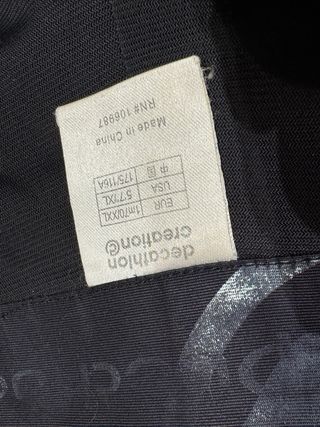 decathlon
creation©
EUR 1m70/XXL
USA 5'7"/XL
中国 175/116A
Made in China
RN# 106987